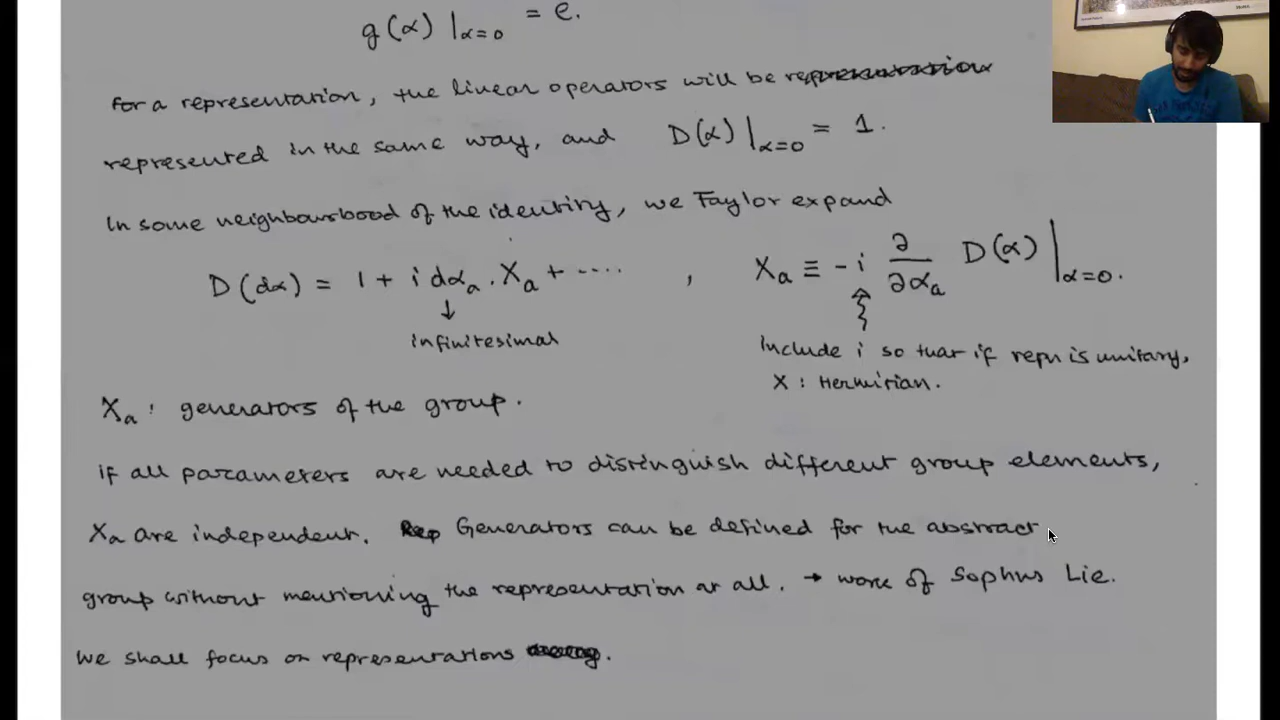 g(α) |α=0 = e.
For a representation, the linear operators will be
represented in the same way, and D(α)|α=0 = 1.
In some neighbourhood of the identity, we Taylor expand
D(dα) = 1 + i dαa . Xa + .... , Xa ≡ -i ∂/∂αa D(α)|α=0.
↓
infinitesimal
Include i so that if repn is unitary,
X : Hermitian.
Xa : generators of the group.
if all parameters are needed to distinguish different group elements,
Xa are independent. Generators can be defined for the abstract
group without mentioning the representation at all. → work of Sophus Lie.
We shall focus on representations .